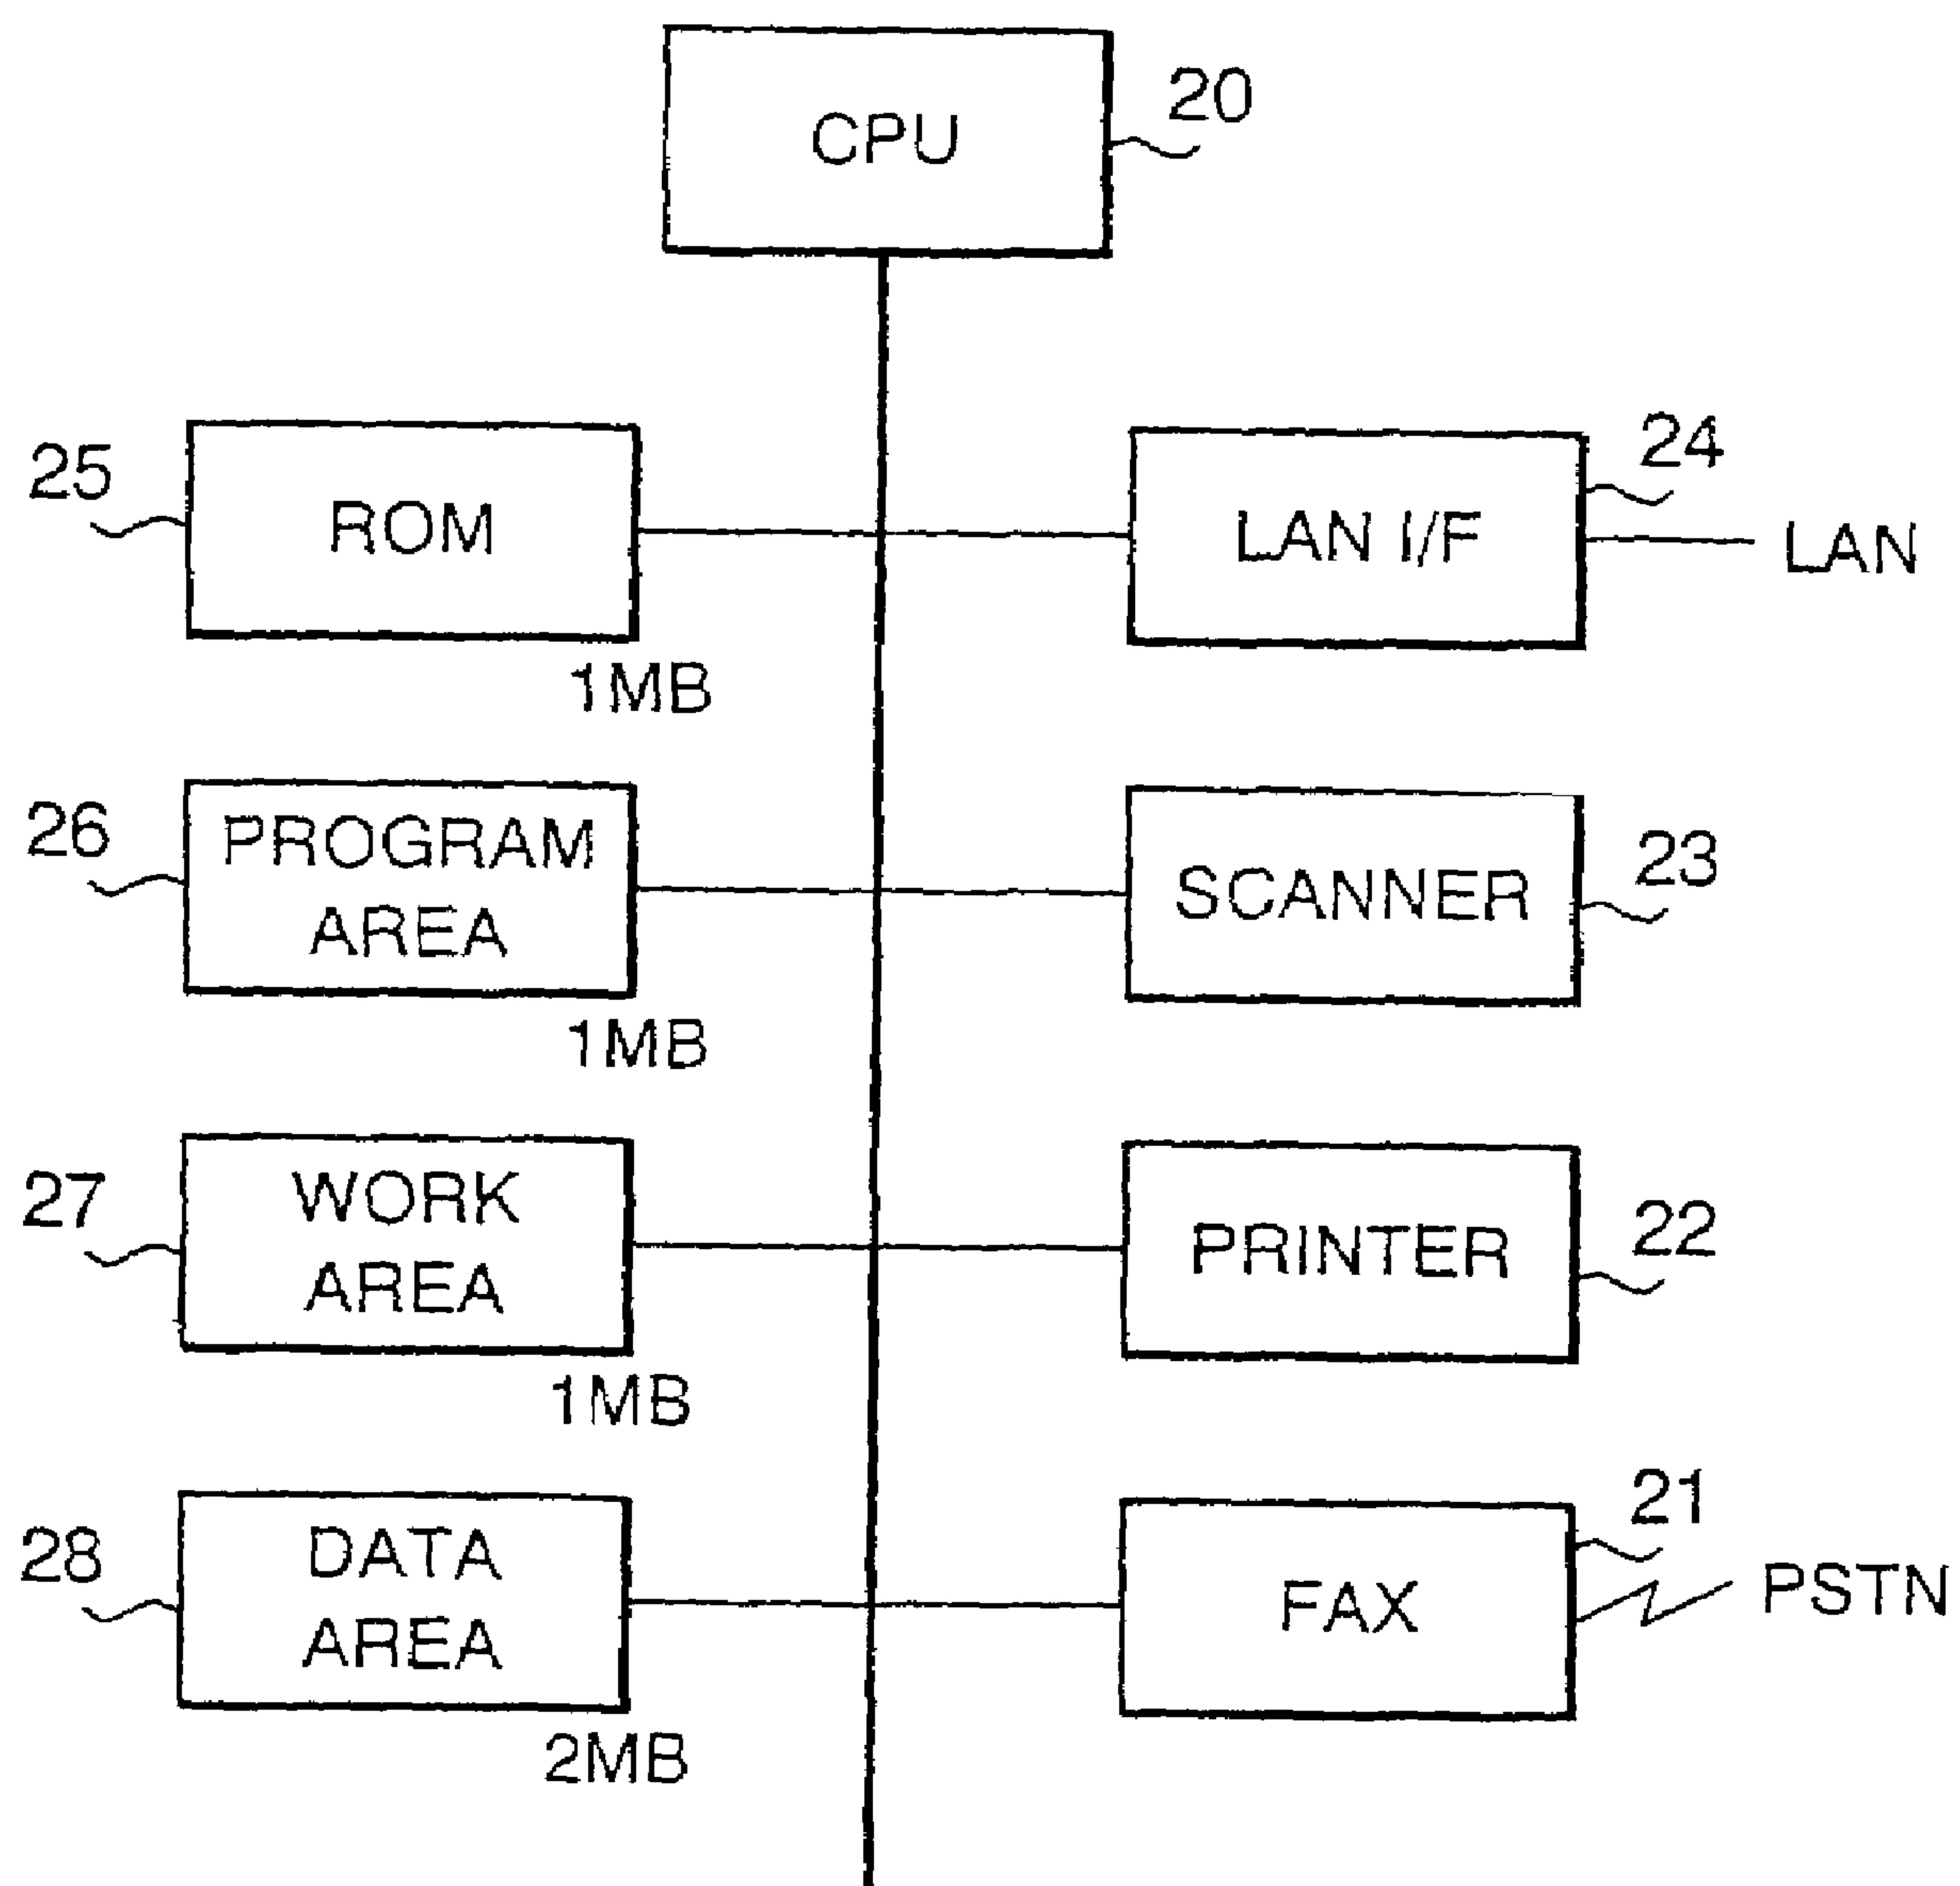 CPU
20
25
ROM
1MB
LAN I/F
24
LAN
26
PROGRAM
AREA
1MB
SCANNER
23
27
WORK
AREA
1MB
PRINTER
22
28
DATA
AREA
2MB
FAX
21
PSTN